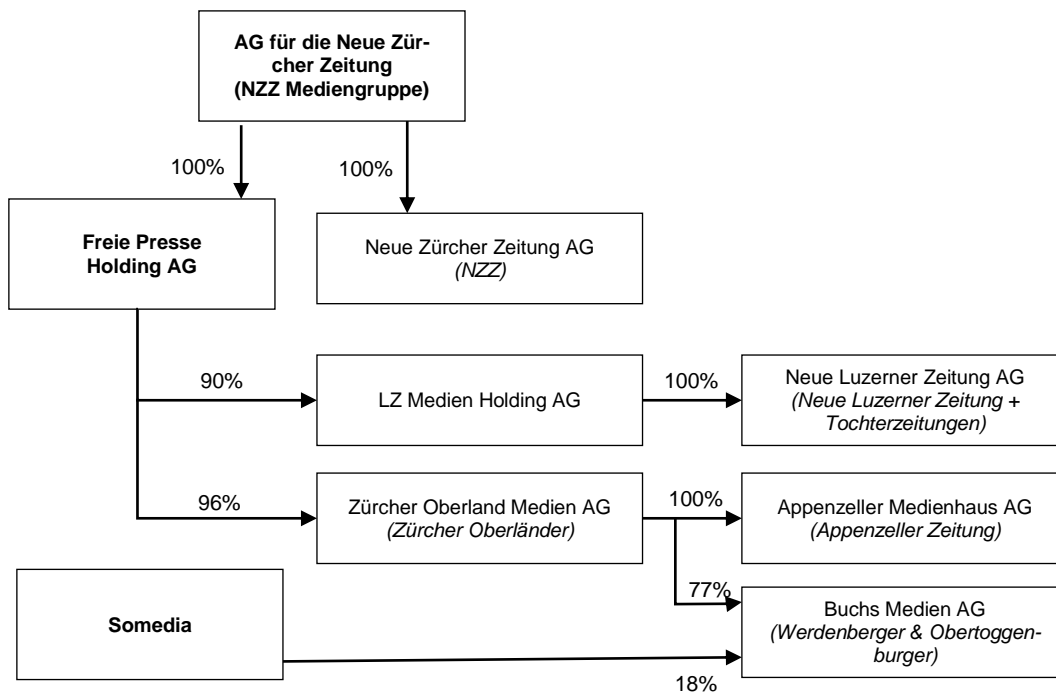 AG für die Neue Zür-
cher Zeitung
(NZZ Mediengruppe)
100%
100%
Freie Presse
Holding AG
Neue Zürcher Zeitung AG
(NZZ)
90%
LZ Medien Holding AG
100%
Neue Luzerner Zeitung AG
(Neue Luzerner Zeitung +
Tochterzeitungen)
96%
Zürcher Oberland Medien AG
(Zürcher Oberländer)
100%
Appenzeller Medienhaus AG
(Appenzeller Zeitung)
77%
Somedia
Buchs Medien AG
(Werdenberger & Obertoggen-
burger)
18%